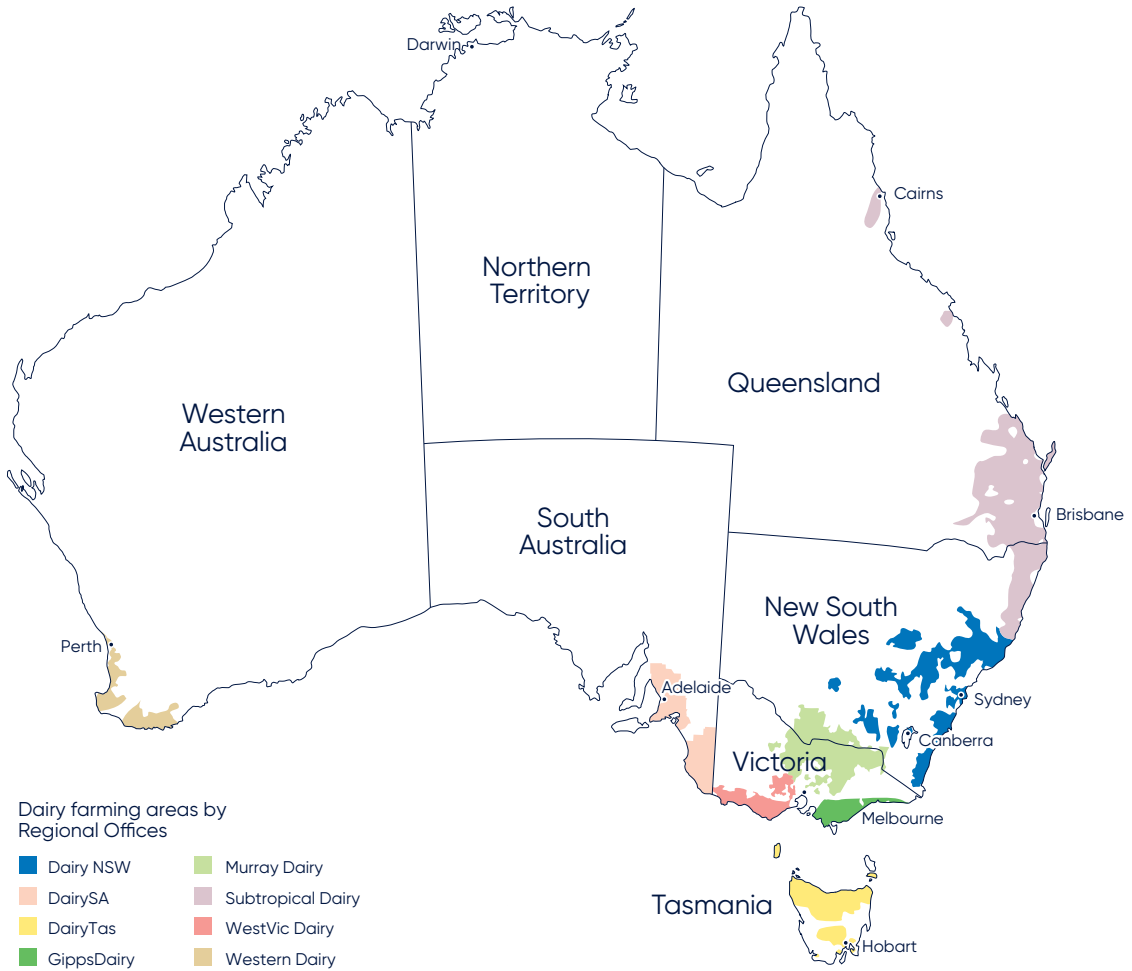 Darwin
Cairns
Northern
Territory
Queensland
Western
Australia
South
Australia
Brisbane
New South
Wales
Perth
Adelaide
Sydney
Canberra
Victoria
Melbourne
Dairy farming areas by
Regional Offices
Dairy NSW
DairySA
DairyTas
GippsDairy
Murray Dairy
Subtropical Dairy
WestVic Dairy
Western Dairy
Tasmania
Hobart